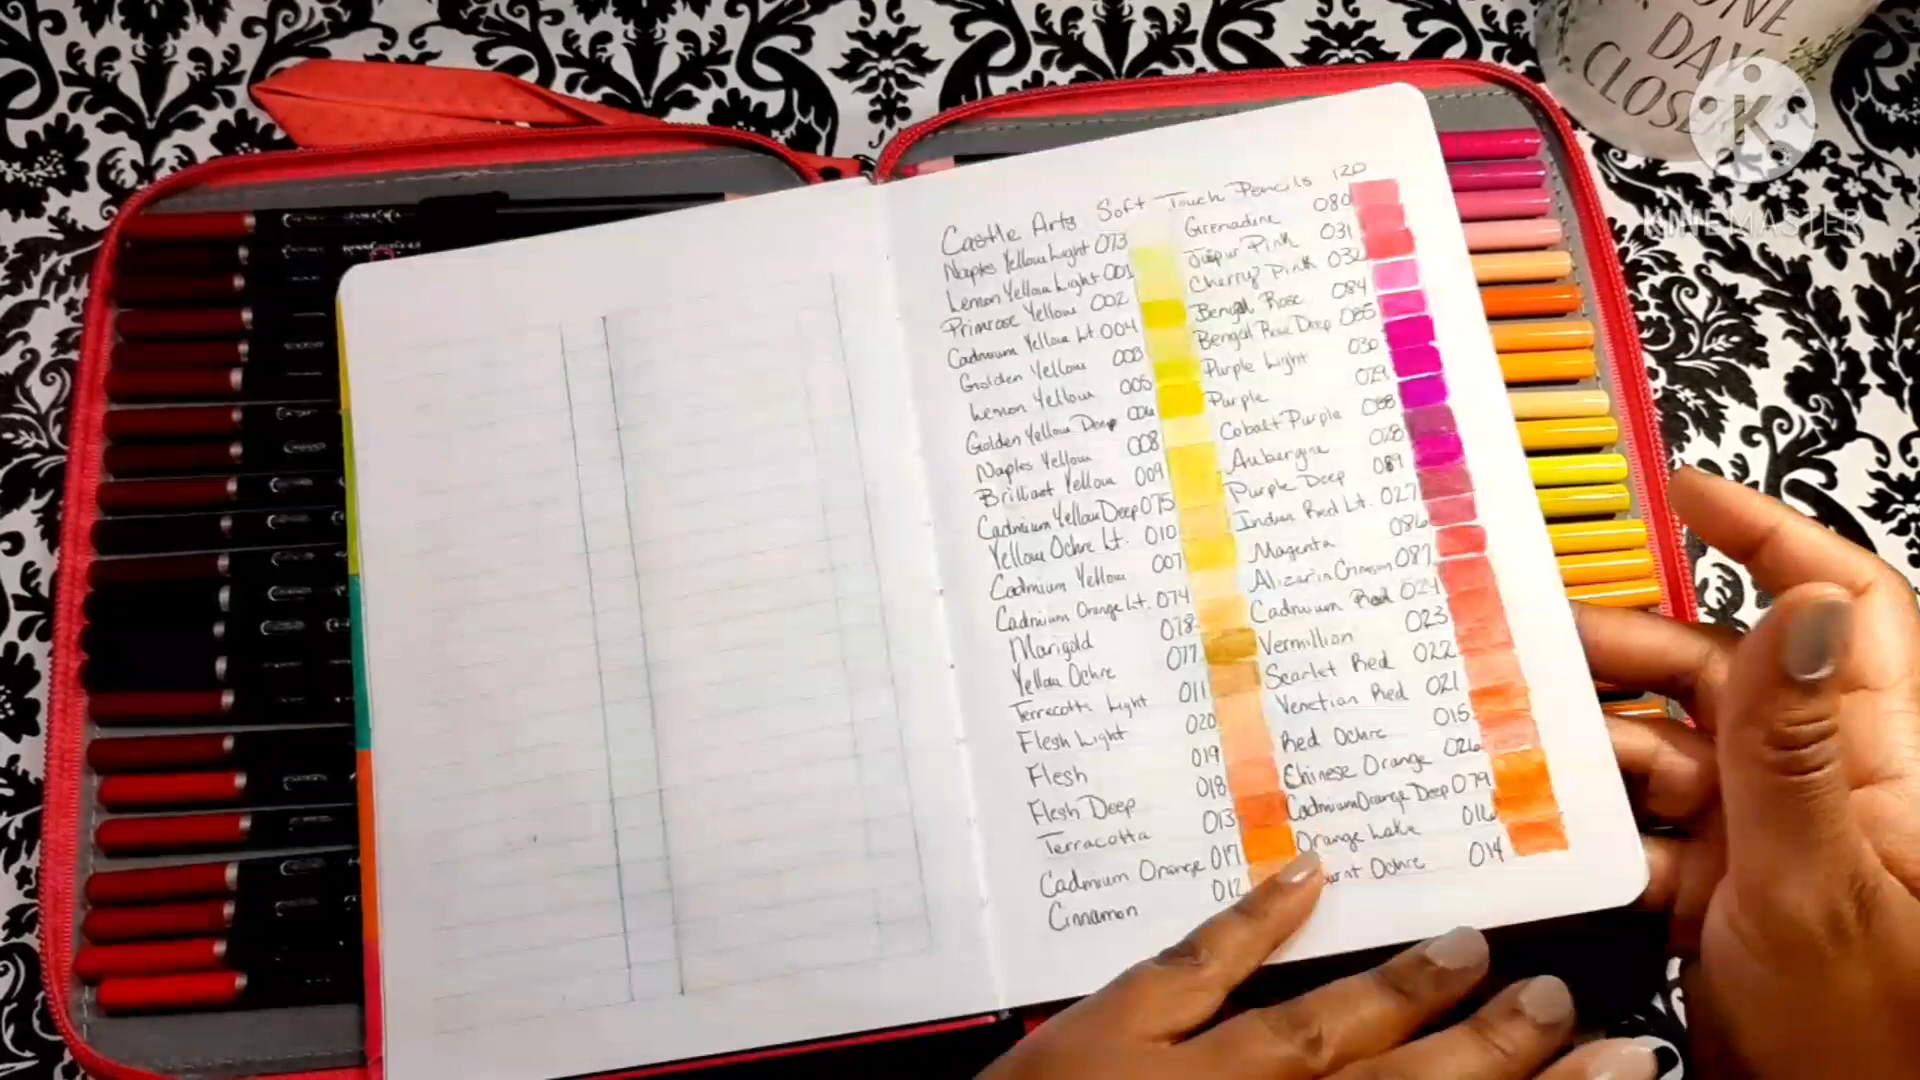 ONE
DAY
CLOSE
K
KINEMASTER
Castle Arts Soft Touch Pencils 120
Naples Yellow Light 073
Lemon Yellow Light 001
Primrose Yellow 002
Cadmium Yellow Lt. 004
Golden Yellow 003
Lemon Yellow 005
Golden Yellow Deep 006
Naples Yellow 008
Brilliant Yellow 009
Cadmium Yellow Deep 075
Yellow Ochre Lt. 010
Cadmium Yellow 007
Cadmium Orange Lt. 074
Marigold 078
Yellow Ochre 077
Terracotta Light 011
Flesh Light 020
Flesh 019
Flesh Deep 018
Terracotta 013
Cadmium Orange 017
Cinnamon 012
Grenadine 080
Juipur Pink 031
Cherry Pink 032
Bengal Rose 084
Bengal Rose Deep 085
Purple Light 030
Purple 029
Cobalt Purple 088
Aubergine 028
Purple Deep 089
Indian Red Lt. 027
Magenta 086
Alizarin Crimson 087
Cadmium Red 024
Vermillion 023
Scarlet Red 022
Venetian Red 021
Red Ochre 015
Chinese Orange 026
Cadmium Orange Deep 079
Orange Lake 016
Ochre 014